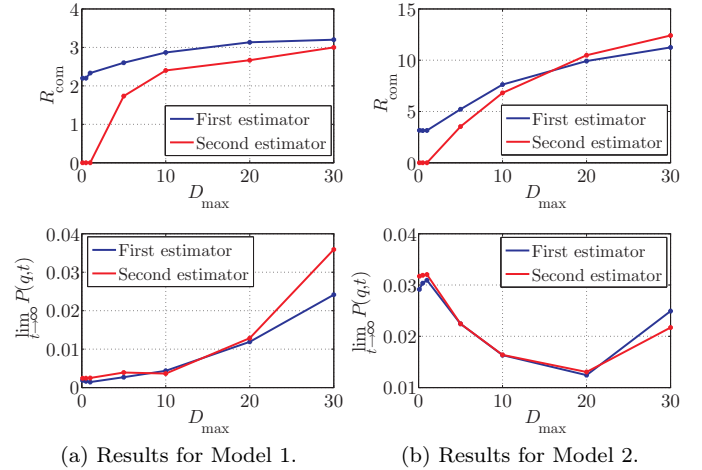 4
3
2
1
0
R_com
First estimator
Second estimator
0 10 20 30
D_max
15
10
5
0
R_com
First estimator
Second estimator
0 10 20 30
D_max
0.04
0.03
0.02
0.01
0
lim t→∞ P(q,t)
First estimator
Second estimator
0 10 20 30
D_max
(a) Results for Model 1.
0.04
0.03
0.02
0.01
lim t→∞ P(q,t)
First estimator
Second estimator
0 10 20 30
D_max
(b) Results for Model 2.